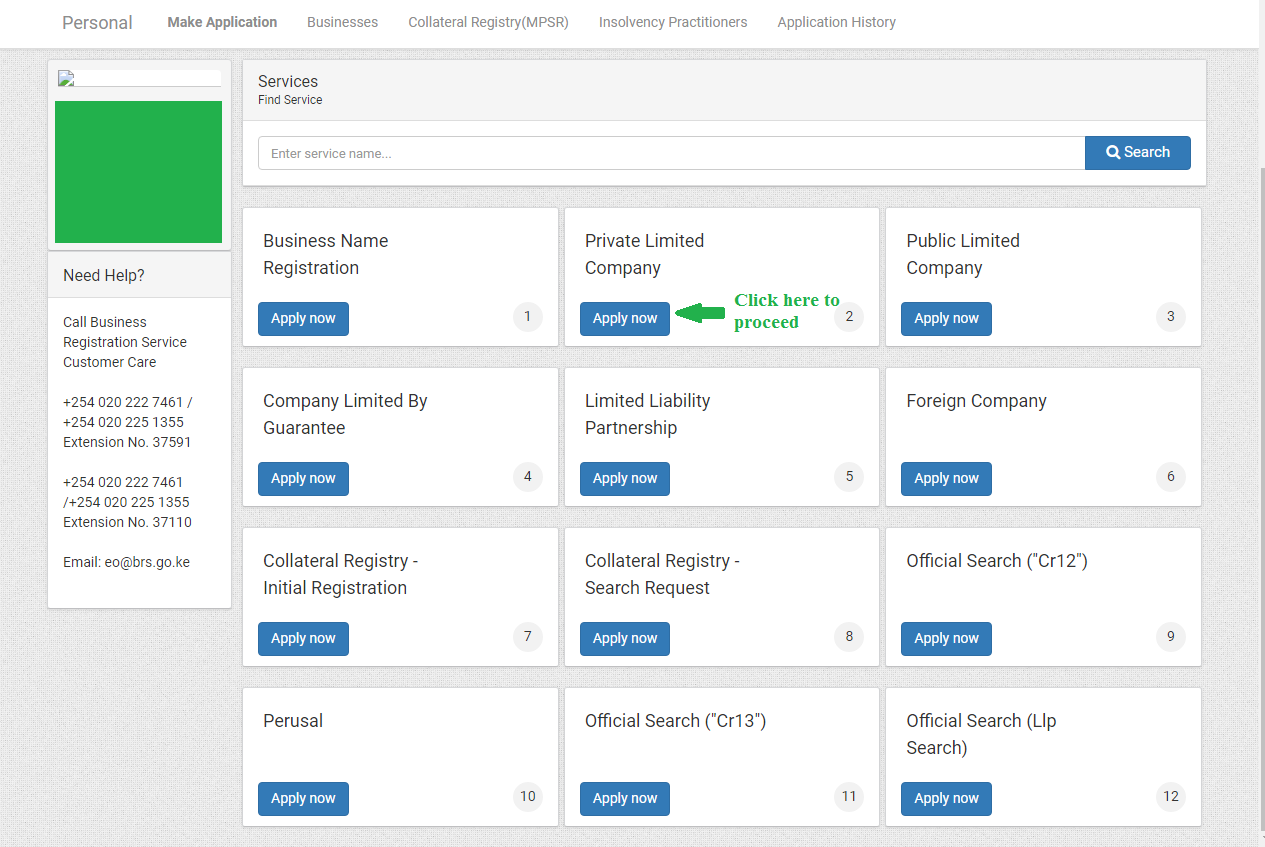 Personal
Make Application
Businesses
Collateral Registry(MPSR)
Insolvency Practitioners
Application History
Need Help?
Call Business
Registration Service
Customer Care
+254 020 222 7461 /
+254 020 225 1355
Extension No. 37591
+254 020 222 7461
/+254 020 225 1355
Extension No. 37110
Email: eo@brs.go.ke
Services
Find Service
Enter service name...
Search
Business Name
Registration
Apply now
1
Private Limited
Company
Apply now
Click here to
proceed
2
Public Limited
Company
Apply now
3
Company Limited By
Guarantee
Apply now
4
Limited Liability
Partnership
Apply now
5
Foreign Company
Apply now
6
Collateral Registry -
Initial Registration
Apply now
7
Collateral Registry -
Search Request
Apply now
8
Official Search ("Cr12")
Apply now
9
Perusal
Apply now
10
Official Search ("Cr13")
Apply now
11
Official Search (Llp
Search)
Apply now
12